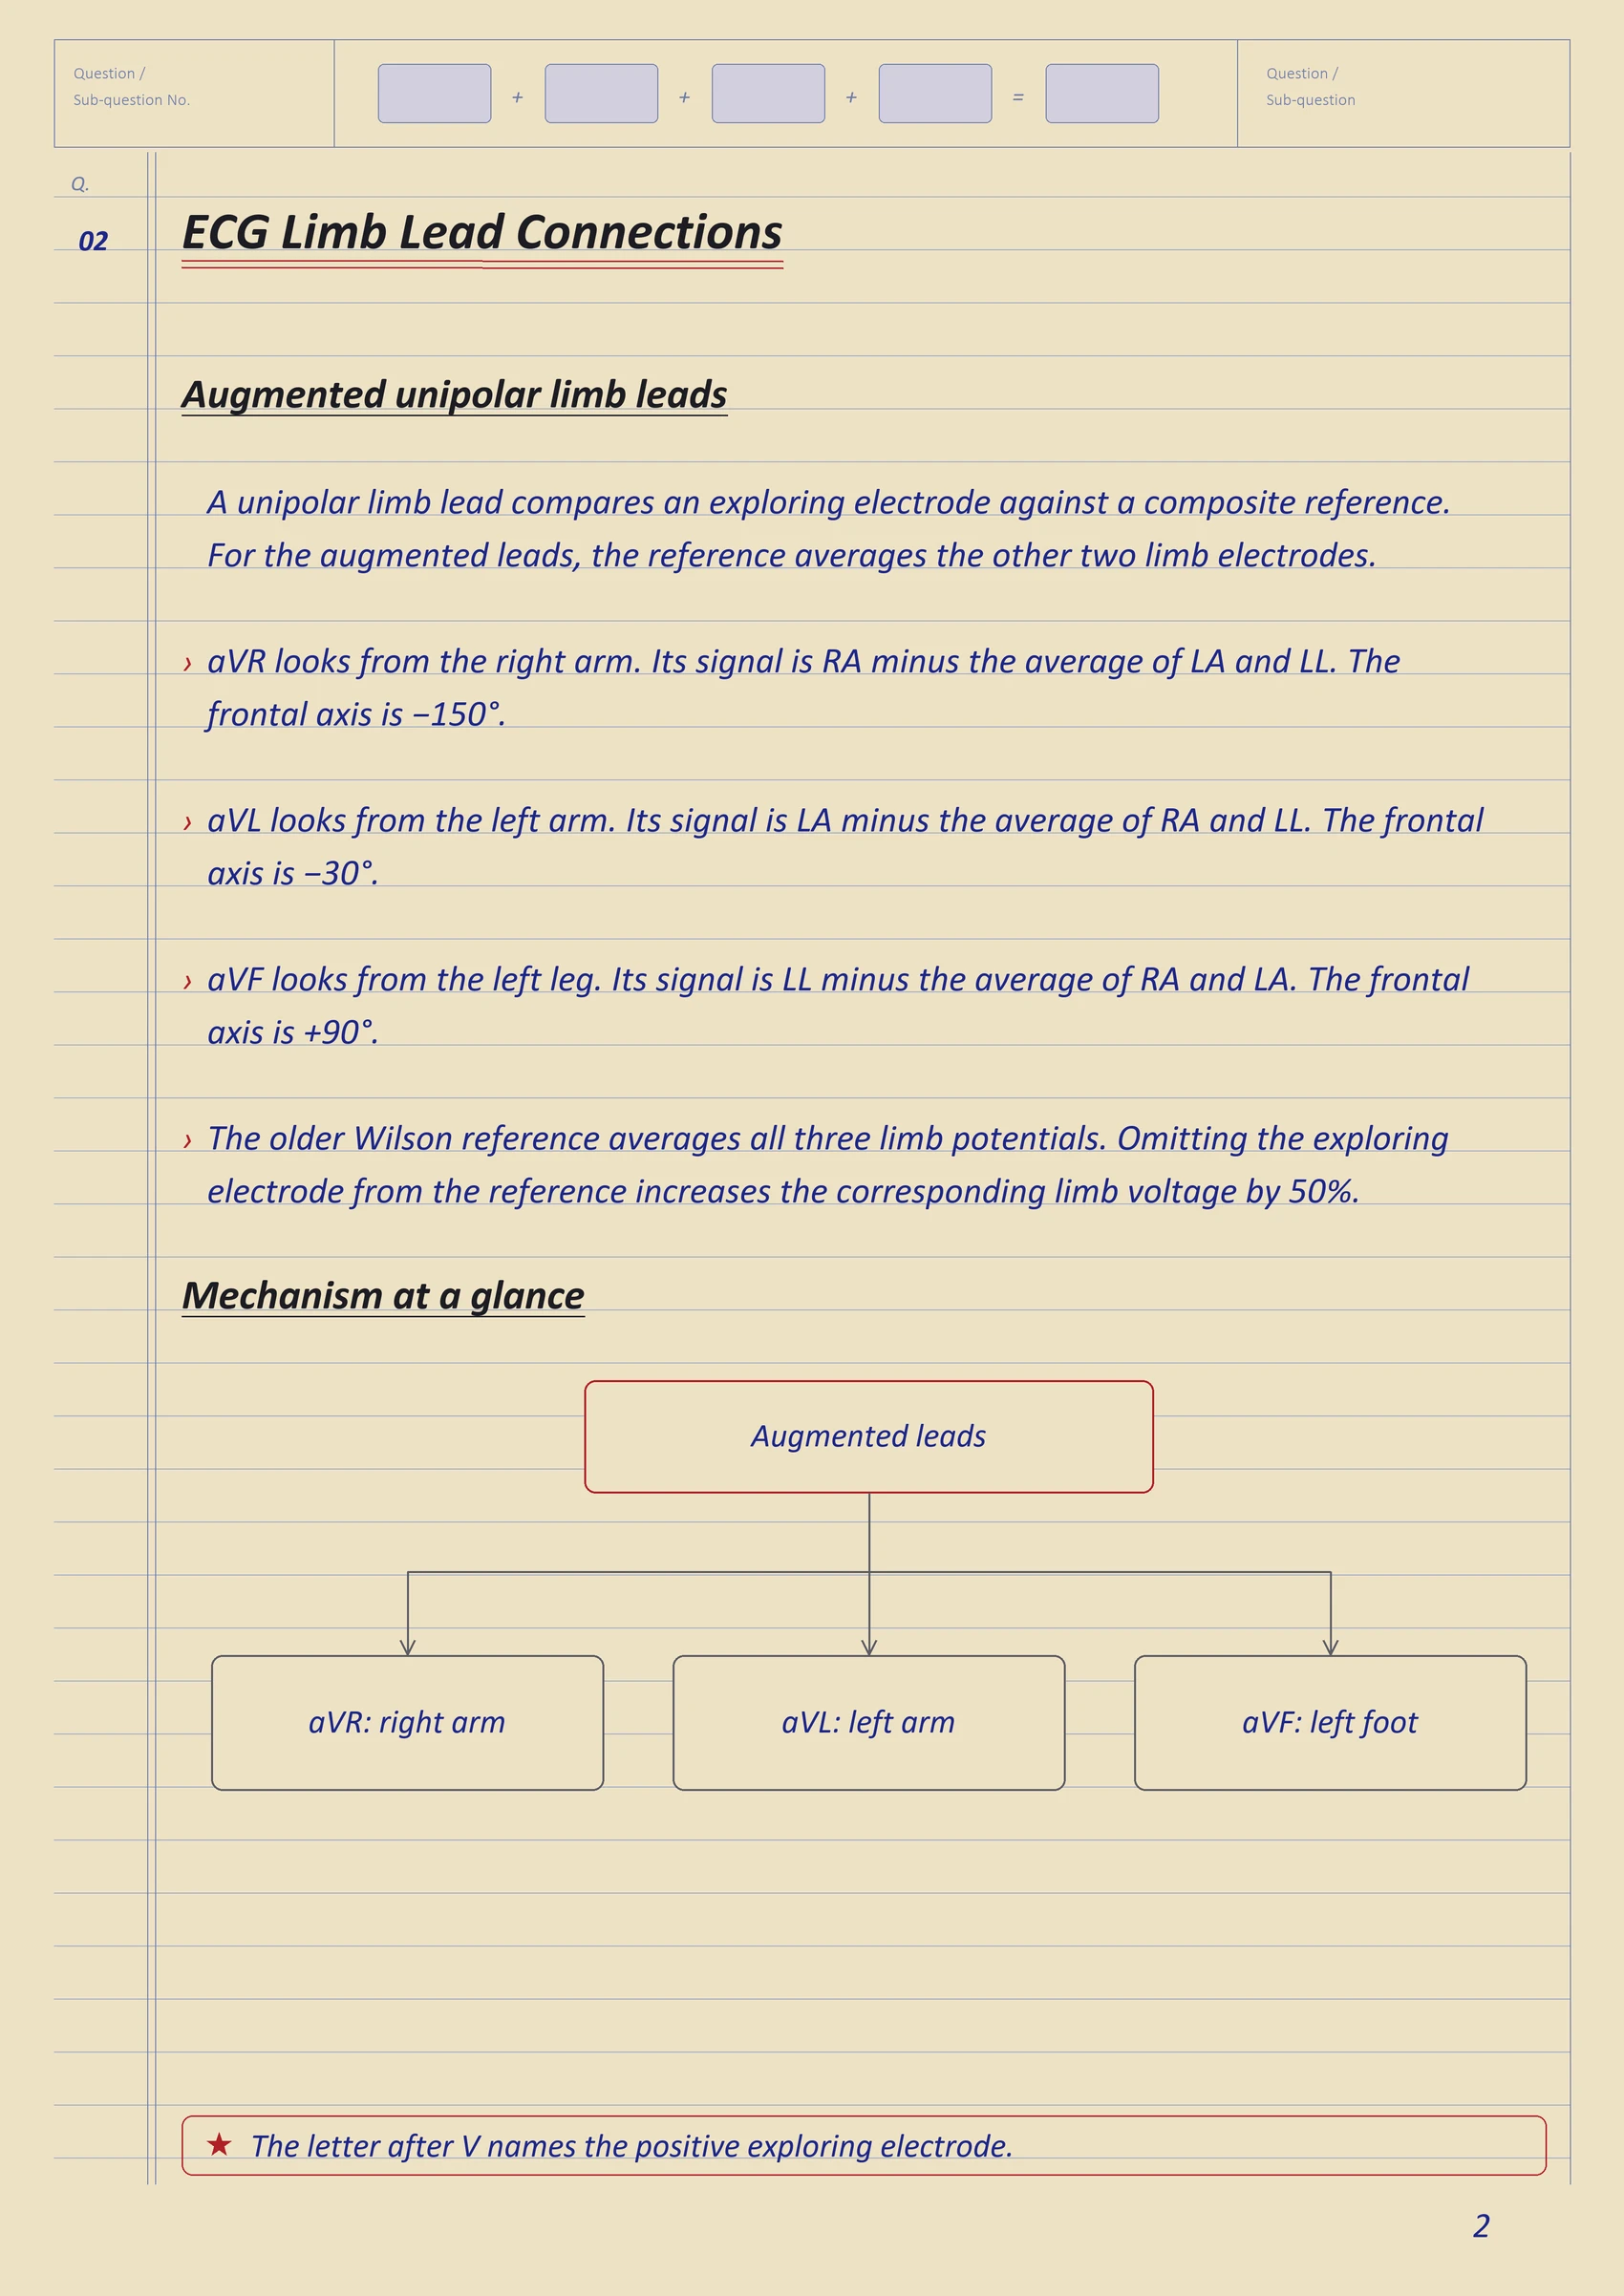 Question /
Sub-question No.
+ + + =
Question /
Sub-question
Q.
02
ECG Limb Lead Connections
Augmented unipolar limb leads
A unipolar limb lead compares an exploring electrode against a composite reference.
For the augmented leads, the reference averages the other two limb electrodes.
› aVR looks from the right arm. Its signal is RA minus the average of LA and LL. The
frontal axis is −150°.
› aVL looks from the left arm. Its signal is LA minus the average of RA and LL. The frontal
axis is −30°.
› aVF looks from the left leg. Its signal is LL minus the average of RA and LA. The frontal
axis is +90°.
› The older Wilson reference averages all three limb potentials. Omitting the exploring
electrode from the reference increases the corresponding limb voltage by 50%.
Mechanism at a glance
Augmented leads
aVR: right arm
aVL: left arm
aVF: left foot
★ The letter after V names the positive exploring electrode.
2